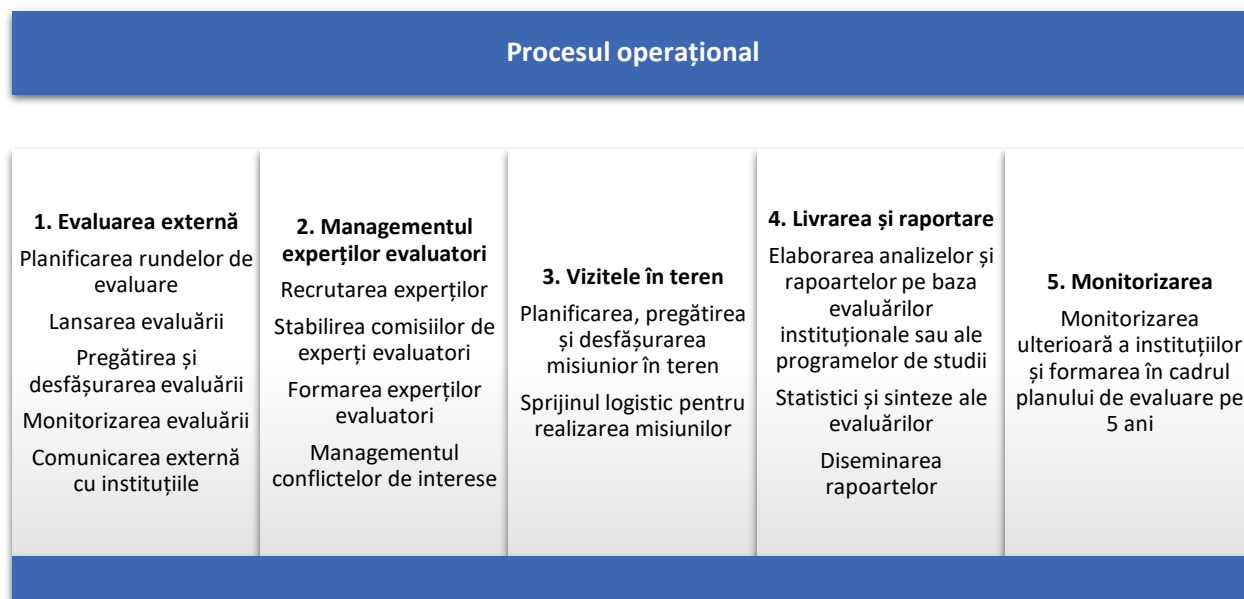 Procesul operațional
1. Evaluarea externă
Planificarea rundelor de
evaluare
Lansarea evaluării
Pregătirea și
desfășurarea evaluării
Monitorizarea evaluării
Comunicarea externă
cu instituțiile
2. Managementul
experților evaluatori
Recrutarea experților
Stabilirea comisiilor de
experți evaluatori
Formarea experților
evaluatori
Managementul
conflictelor de interese
3. Vizitele în teren
Planificarea, pregătirea
și desfășurarea
misiunior în teren
Sprijinul logistic pentru
realizarea misiunilor
4. Livrarea și raportare
Elaborarea analizelor și
rapoartelor pe baza
evaluărilor
instituționale sau ale
programelor de studii
Statistici și sinteze ale
evaluărilor
Diseminarea
rapoartelor
5. Monitorizarea
Monitorizarea
ulterioară a instituțiilor
și formarea în cadrul
planului de evaluare pe
5 ani